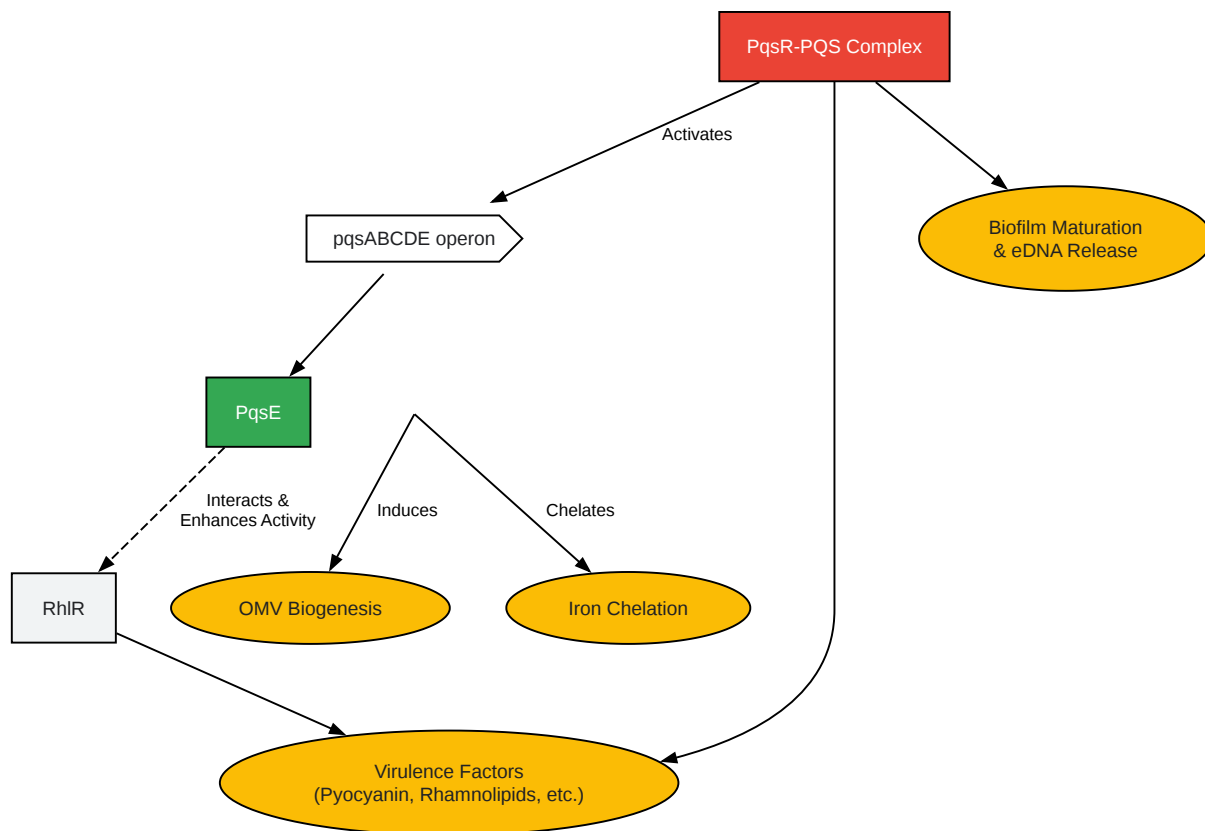 PqsR-PQS Complex
Activates
pqsABCDE operon
Biofilm Maturation
& eDNA Release
PqsE
Interacts &
Enhances Activity
Induces
Chelates
RhlR
OMV Biogenesis
Iron Chelation
Virulence Factors
(Pyocyanin, Rhamnolipids, etc.)